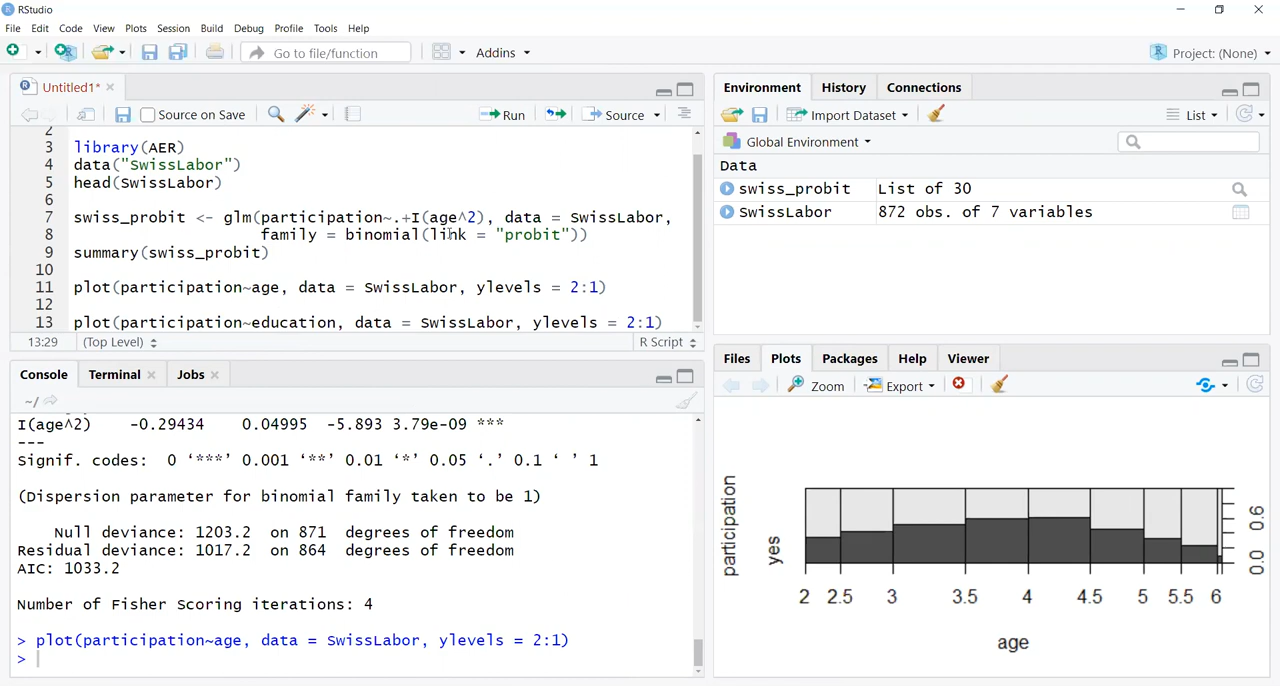 RStudio
File Edit Code View Plots Session Build Debug Profile Tools Help
Go to file/function Addins Project: (None)
Untitled1*
Source on Save Run Source
2
3 library(AER)
4 data("SwissLabor")
5 head(SwissLabor)
6
7 swiss_probit <- glm(participation~.+I(age^2), data = SwissLabor,
8 family = binomial(link = "probit"))
9 summary(swiss_probit)
10
11 plot(participation~age, data = SwissLabor, ylevels = 2:1)
12
13 plot(participation~education, data = SwissLabor, ylevels = 2:1)
13:29 (Top Level) R Script
Console Terminal Jobs
~/
I(age^2) -0.29434 0.04995 -5.893 3.79e-09 ***
---
Signif. codes: 0 ‘***’ 0.001 ‘**’ 0.01 ‘*’ 0.05 ‘.’ 0.1 ‘ ’ 1
(Dispersion parameter for binomial family taken to be 1)
Null deviance: 1203.2 on 871 degrees of freedom
Residual deviance: 1017.2 on 864 degrees of freedom
AIC: 1033.2
Number of Fisher Scoring iterations: 4
> plot(participation~age, data = SwissLabor, ylevels = 2:1)
>
Environment History Connections
Import Dataset List
Global Environment
Data
swiss_probit List of 30
SwissLabor 872 obs. of 7 variables
Files Plots Packages Help Viewer
Zoom Export
participation
yes
0.0 0.6
2 2.5 3 3.5 4 4.5 5 5.5 6
age